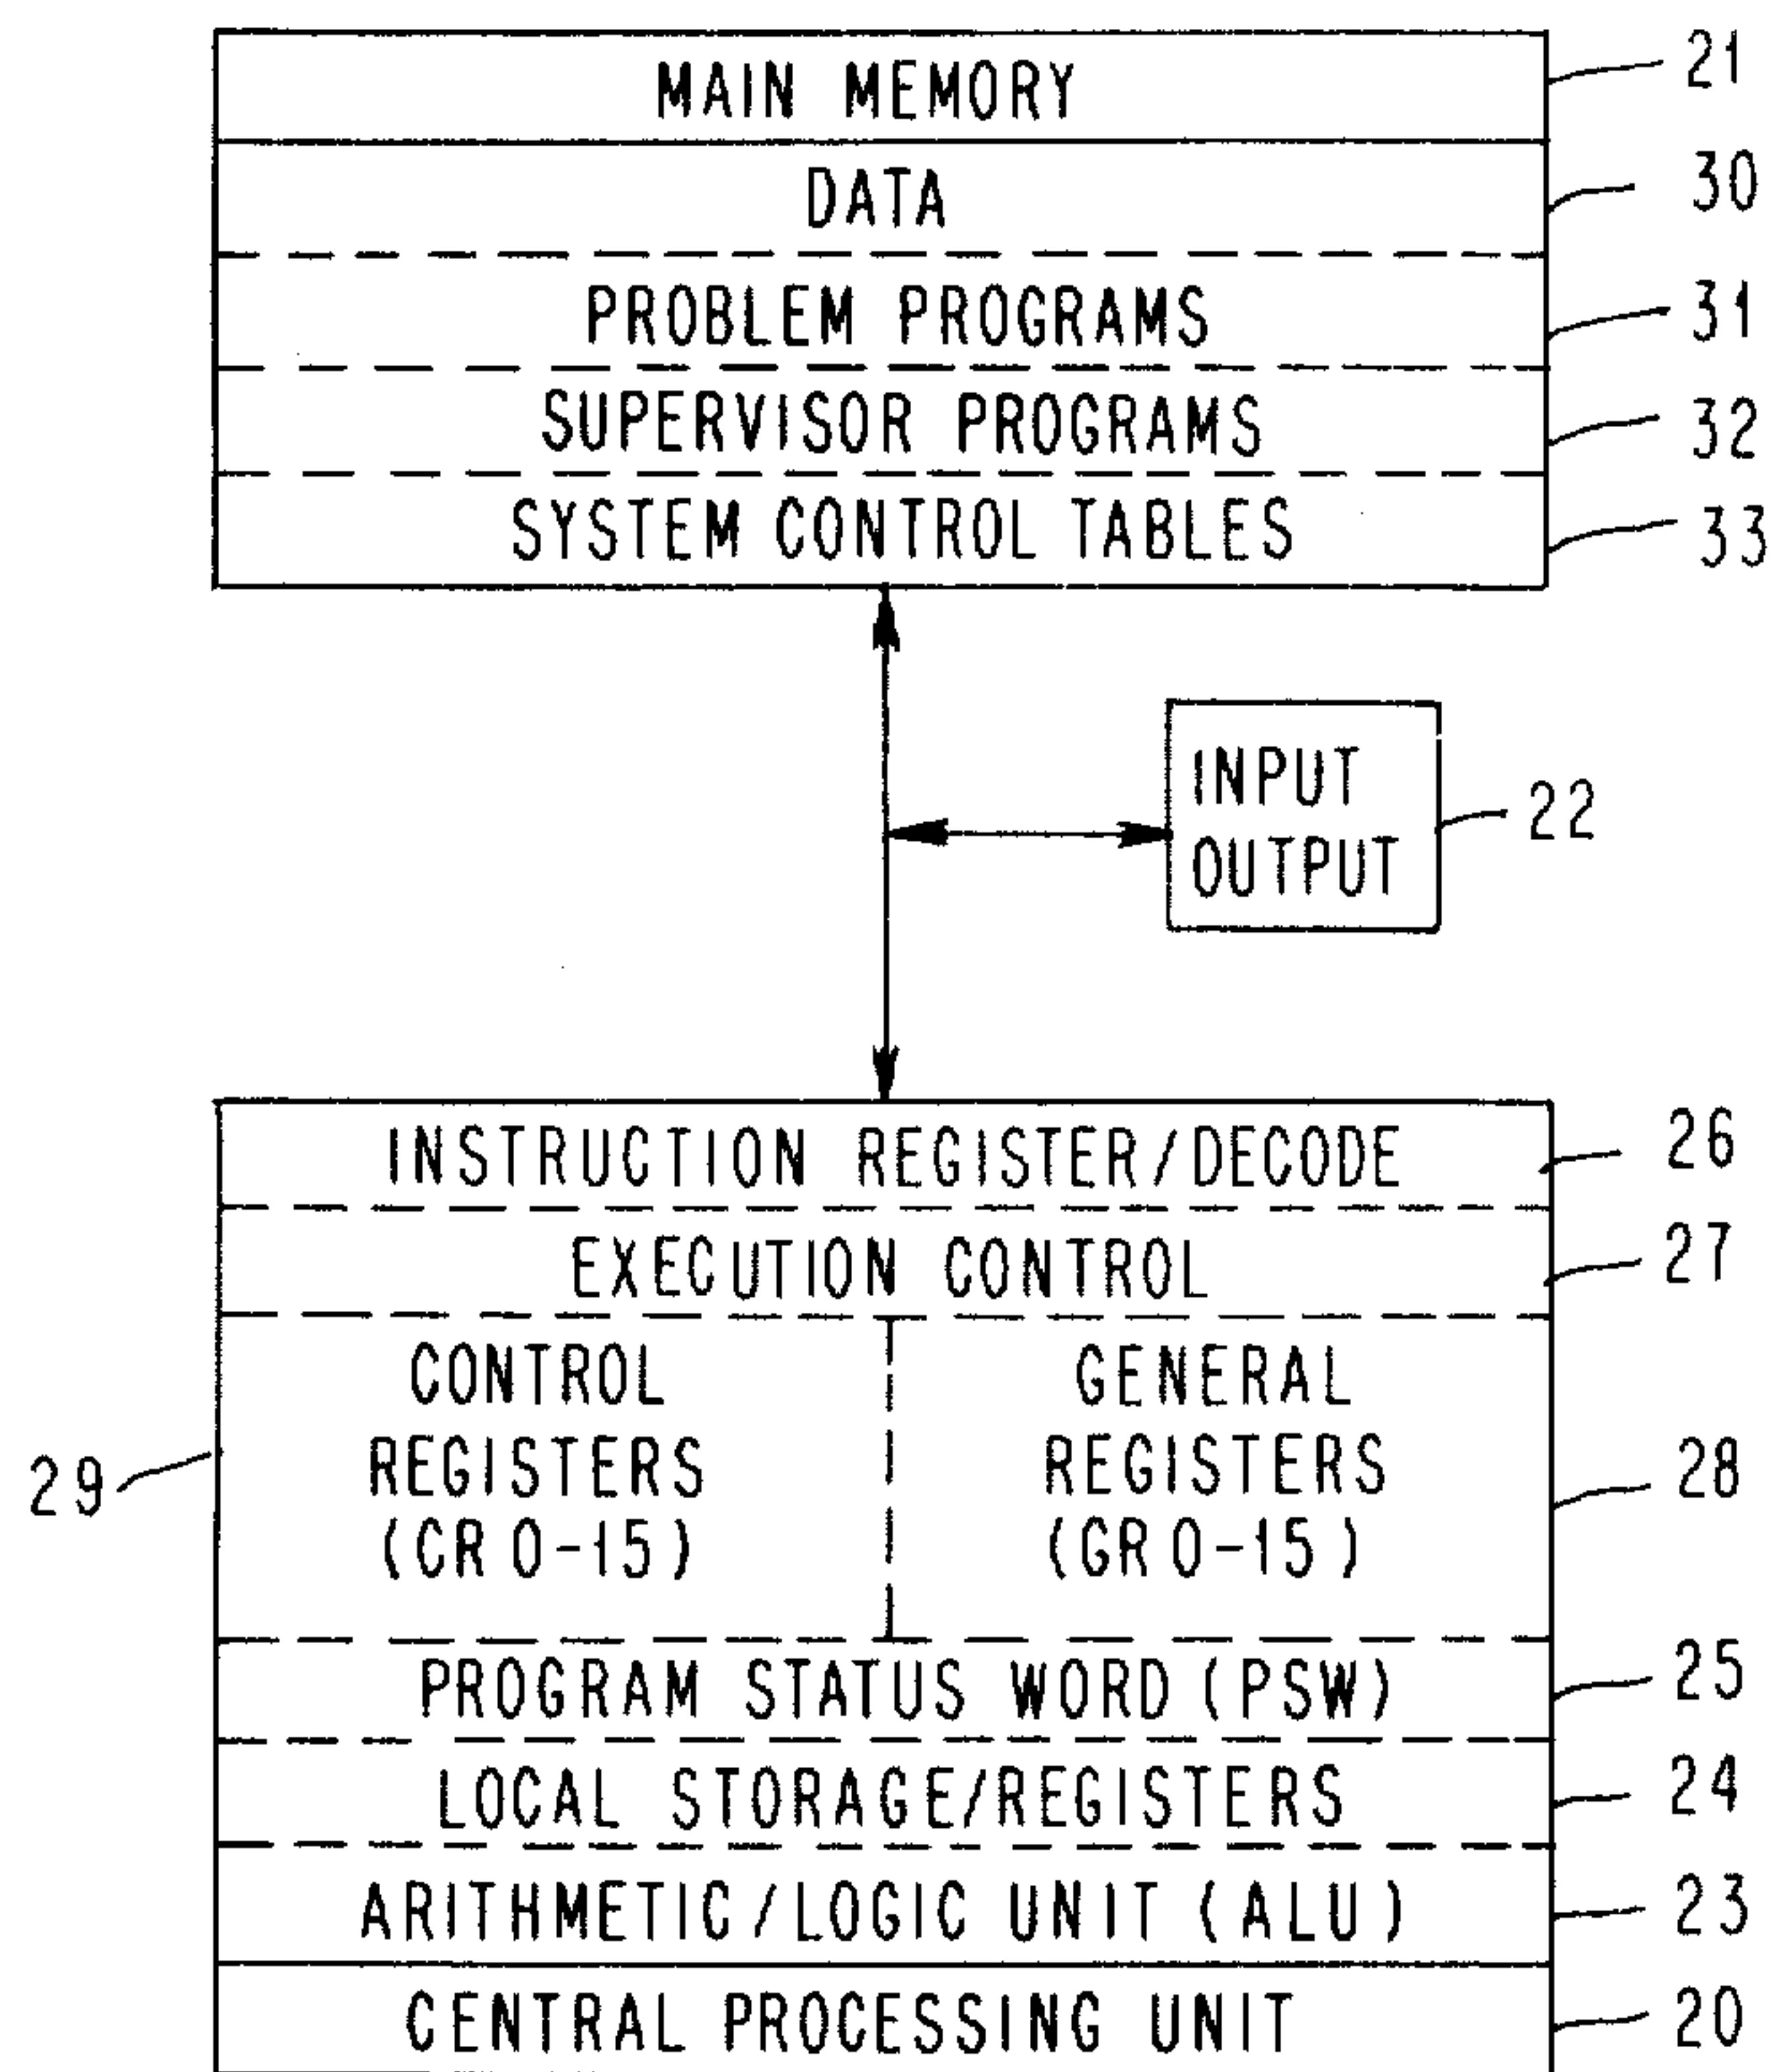 MAIN MEMORY 21
DATA 30
PROBLEM PROGRAMS 31
SUPERVISOR PROGRAMS 32
SYSTEM CONTROL TABLES 33
INPUT
OUTPUT
22
INSTRUCTION REGISTER/DECODE 26
EXECUTION CONTROL 27
29
CONTROL
REGISTERS
(CR 0-15)
GENERAL
REGISTERS
(GR 0-15)
28
PROGRAM STATUS WORD (PSW) 25
LOCAL STORAGE/REGISTERS 24
ARITHMETIC/LOGIC UNIT (ALU) 23
CENTRAL PROCESSING UNIT 20